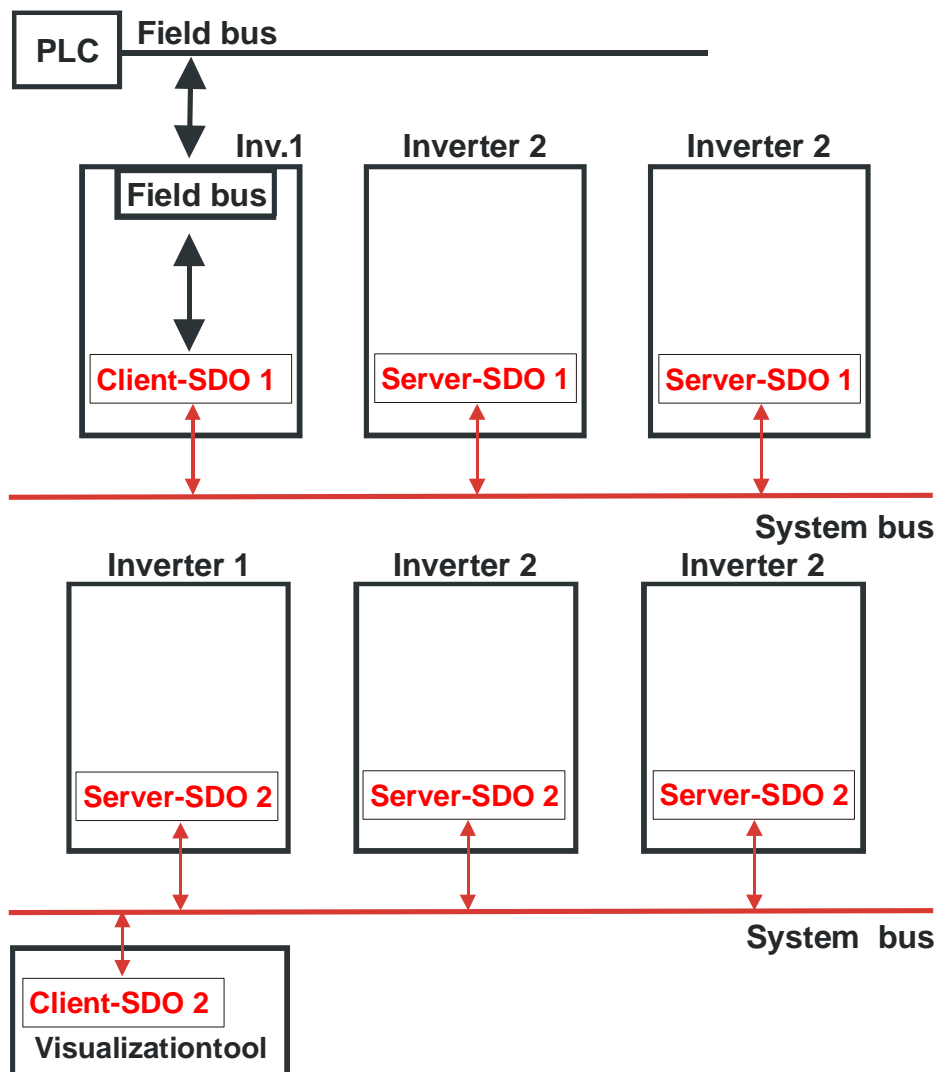 PLC
Field bus
Inv.1
Inverter 2
Inverter 2
Field bus
Client-SDO 1
Server-SDO 1
Server-SDO 1
System bus
Inverter 1
Inverter 2
Inverter 2
Server-SDO 2
Server-SDO 2
Server-SDO 2
System bus
Client-SDO 2
Visualizationtool